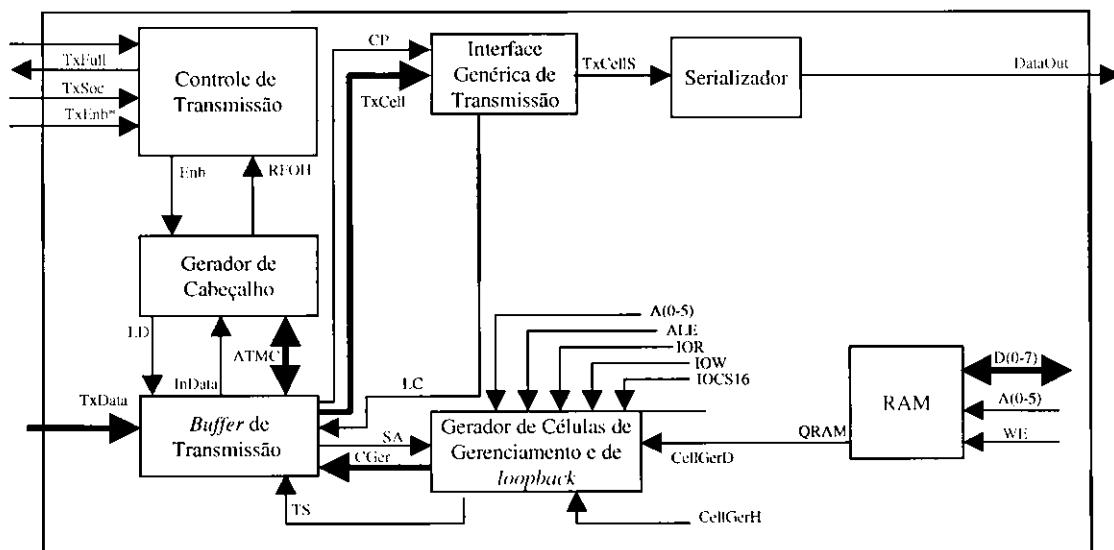 TxFull
TxSoc
TxEnb*
Controle de
Transmissão
CP
TxCell
Interface
Genérica de
Transmissão
TxCellS
Serializador
DataOut
Enb
RFOH
Gerador de
Cabeçalho
LD
InData
ATMC
TxData
Buffer de
Transmissão
LC
SA
CGer
TS
A(0-5)
ALE
IOR
IOW
IOCS16
Gerador de Células de
Gerenciamento e de
loopback
CellGerD
CellGerH
QRAM
RAM
D(0-7)
A(0-5)
WE